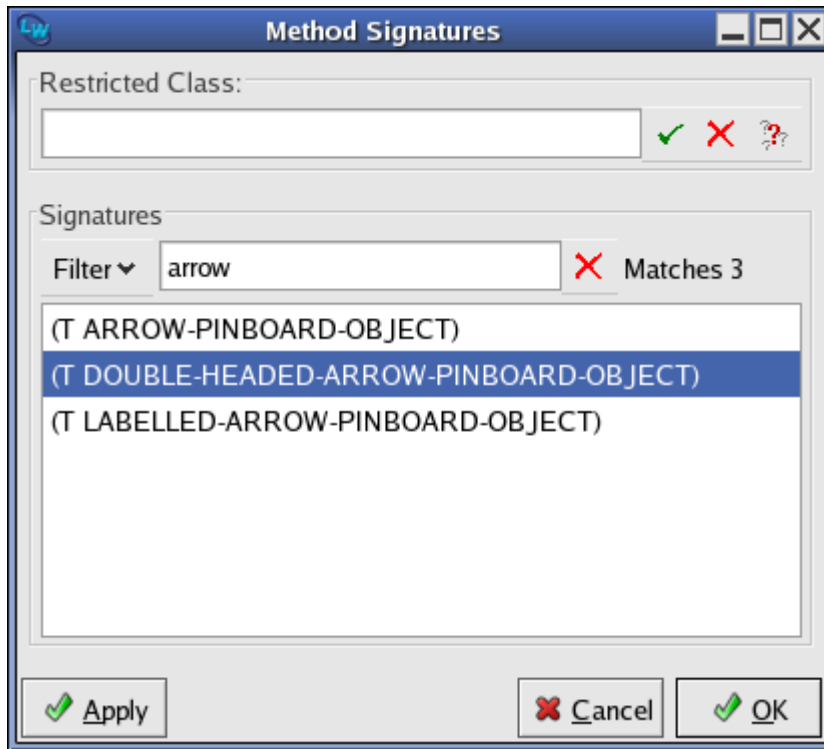 LW
Method Signatures
Restricted Class:
Signatures
Filter
arrow
Matches 3
(T ARROW-PINBOARD-OBJECT)
(T DOUBLE-HEADED-ARROW-PINBOARD-OBJECT)
(T LABELLED-ARROW-PINBOARD-OBJECT)
Apply
Cancel
OK